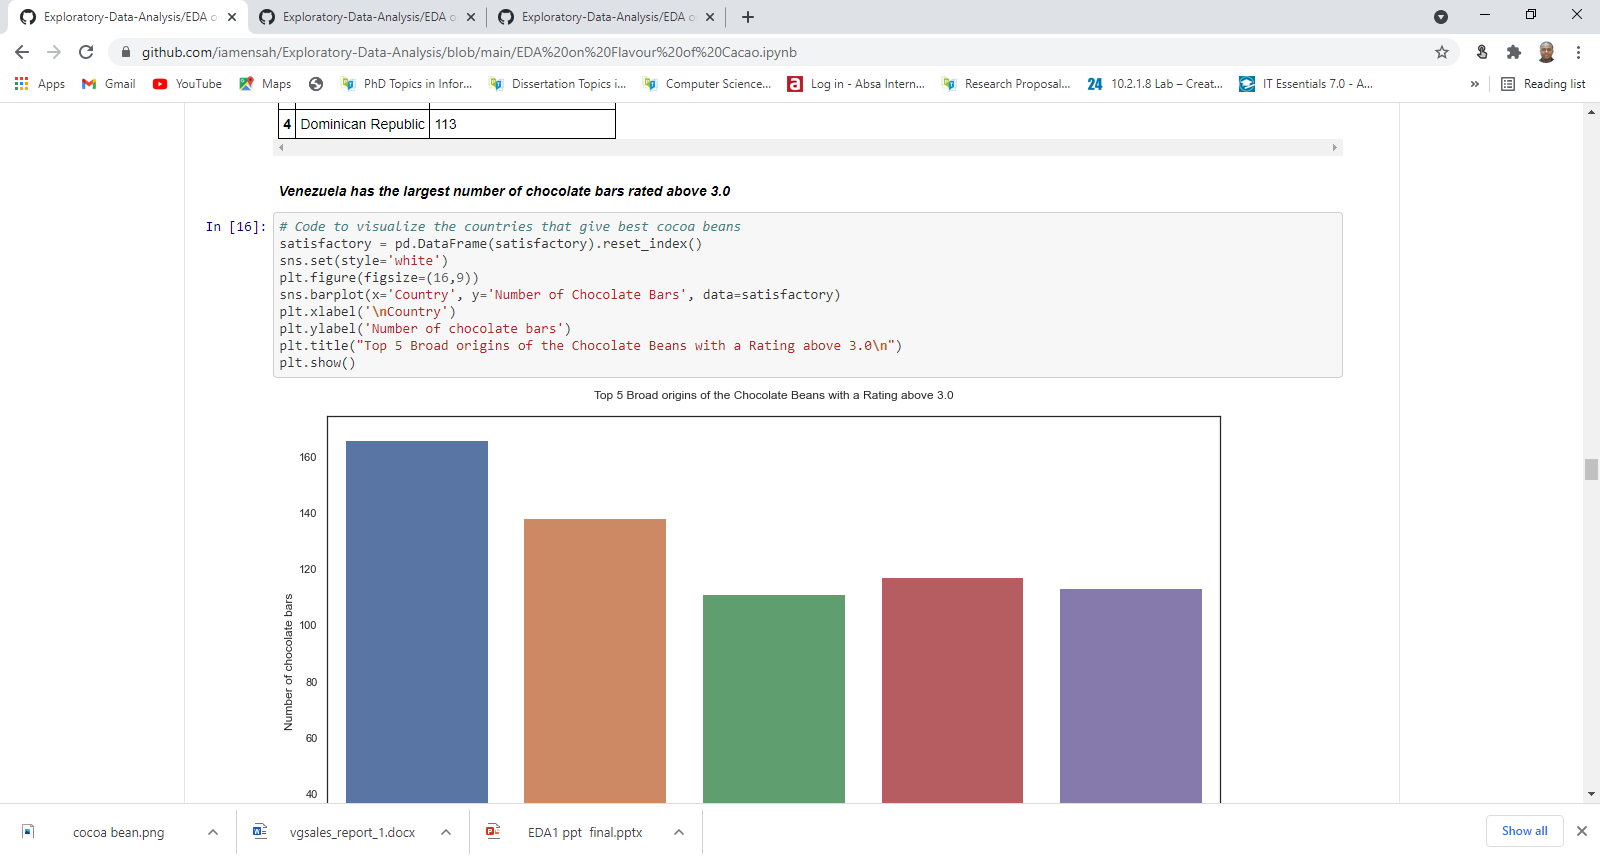 Exploratory-Data-Analysis/EDA o
Exploratory-Data-Analysis/EDA o
Exploratory-Data-Analysis/EDA o
github.com/iamensah/Exploratory-Data-Analysis/blob/main/EDA%20on%20Flavour%20of%20Cacao.ipynb
Apps
Gmail
YouTube
Maps
PhD Topics in Infor...
Dissertation Topics i...
Computer Science...
a
Log in - Absa Intern...
Research Proposal...
24
10.2.1.8 Lab – Creat...
IT Essentials 7.0 - A...
»
Reading list
4 Dominican Republic 113
Venezuela has the largest number of chocolate bars rated above 3.0
In [16]:
# Code to visualize the countries that give best cocoa beans
satisfactory = pd.DataFrame(satisfactory).reset_index()
sns.set(style='white')
plt.figure(figsize=(16,9))
sns.barplot(x='Country', y='Number of Chocolate Bars', data=satisfactory)
plt.xlabel('\nCountry')
plt.ylabel('Number of chocolate bars')
plt.title("Top 5 Broad origins of the Chocolate Beans with a Rating above 3.0\n")
plt.show()
Top 5 Broad origins of the Chocolate Beans with a Rating above 3.0
160
140
120
100
80
60
40
Number of chocolate bars
cocoa bean.png
vgsales_report_1.docx
EDA1 ppt final.pptx
Show all